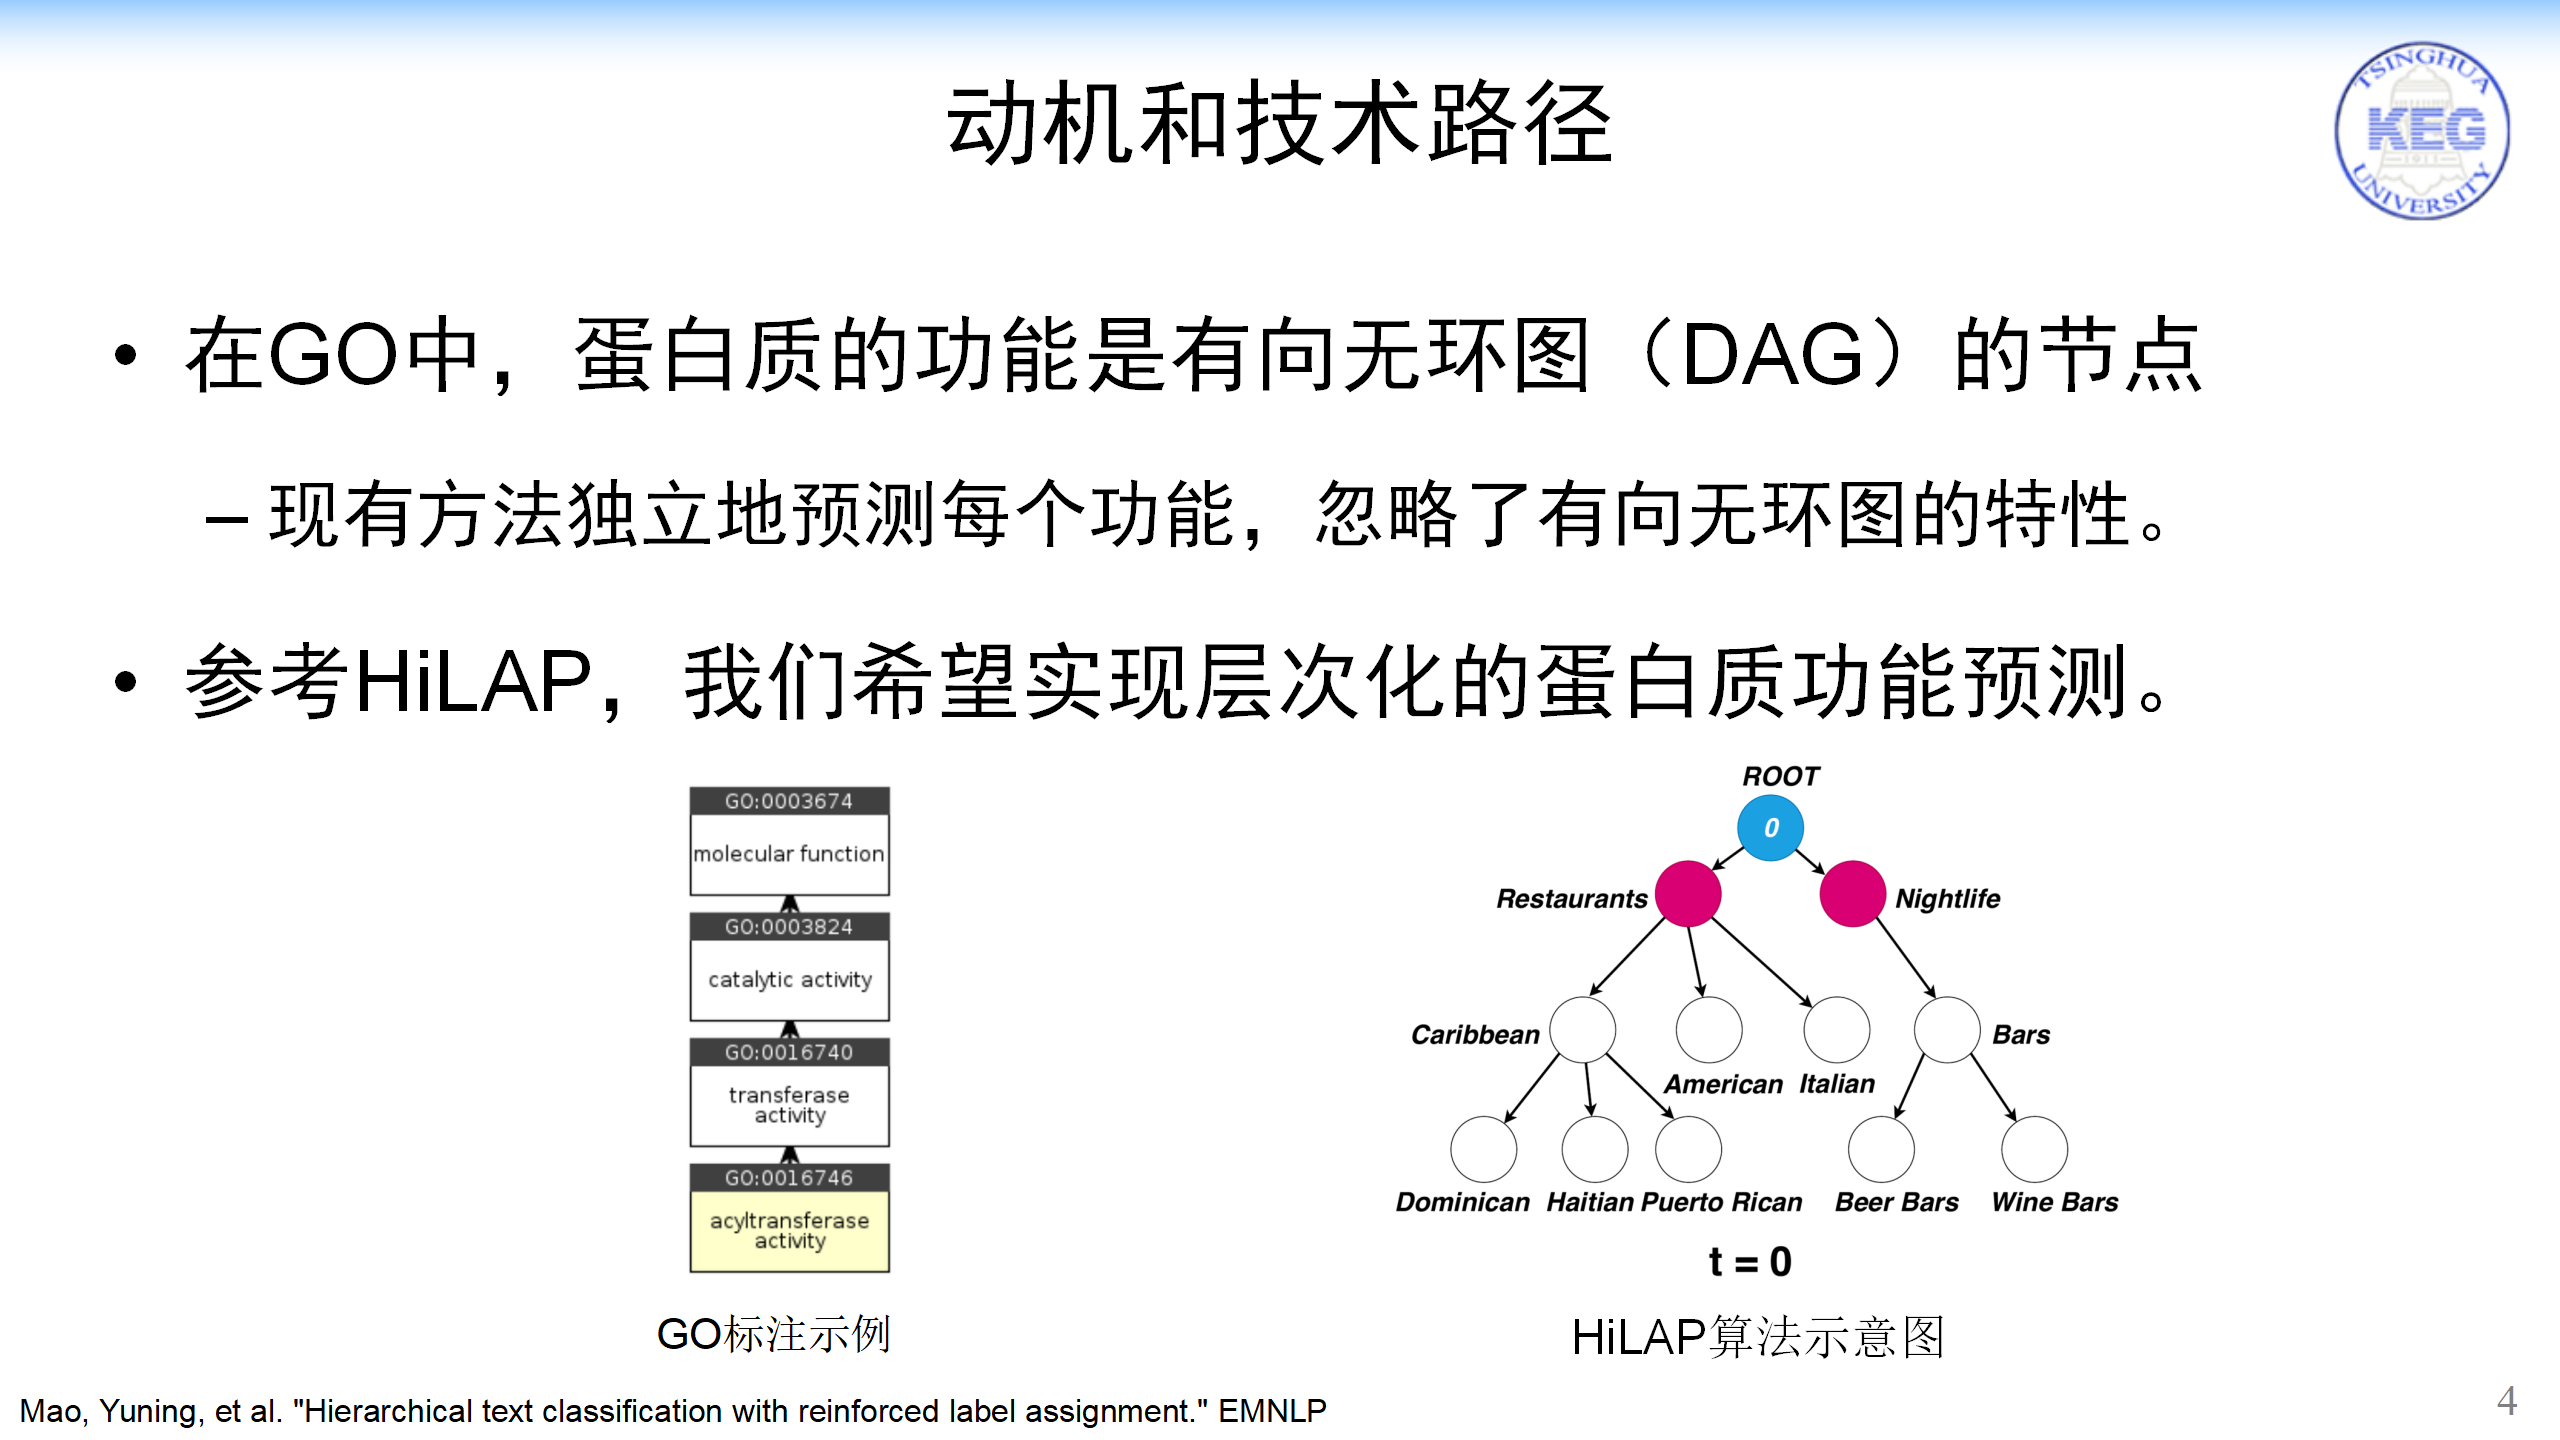 动机和技术路径
TSINGHUA
KEG
1911
UNIVERSITY
• 在GO中，蛋白质的功能是有向无环图（DAG）的节点
– 现有方法独立地预测每个功能，忽略了有向无环图的特性。
• 参考HiLAP，我们希望实现层次化的蛋白质功能预测。
GO:0003674
molecular function
GO:0003824
catalytic activity
GO:0016740
transferase
activity
GO:0016746
acyltransferase
activity
GO标注示例
ROOT
0
Restaurants
Nightlife
Caribbean
Bars
American Italian
Dominican Haitian Puerto Rican Beer Bars Wine Bars
t = 0
HiLAP算法示意图
Mao, Yuning, et al. "Hierarchical text classification with reinforced label assignment." EMNLP
4